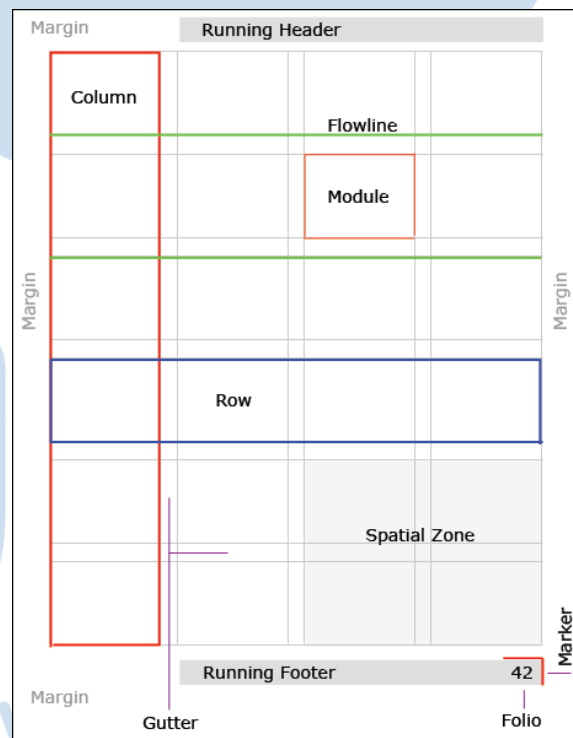 Margin
Running Header
Column
Flowline
Module
Margin
Margin
Row
Spatial Zone
Marker
Running Footer
42
Margin
Gutter
Folio